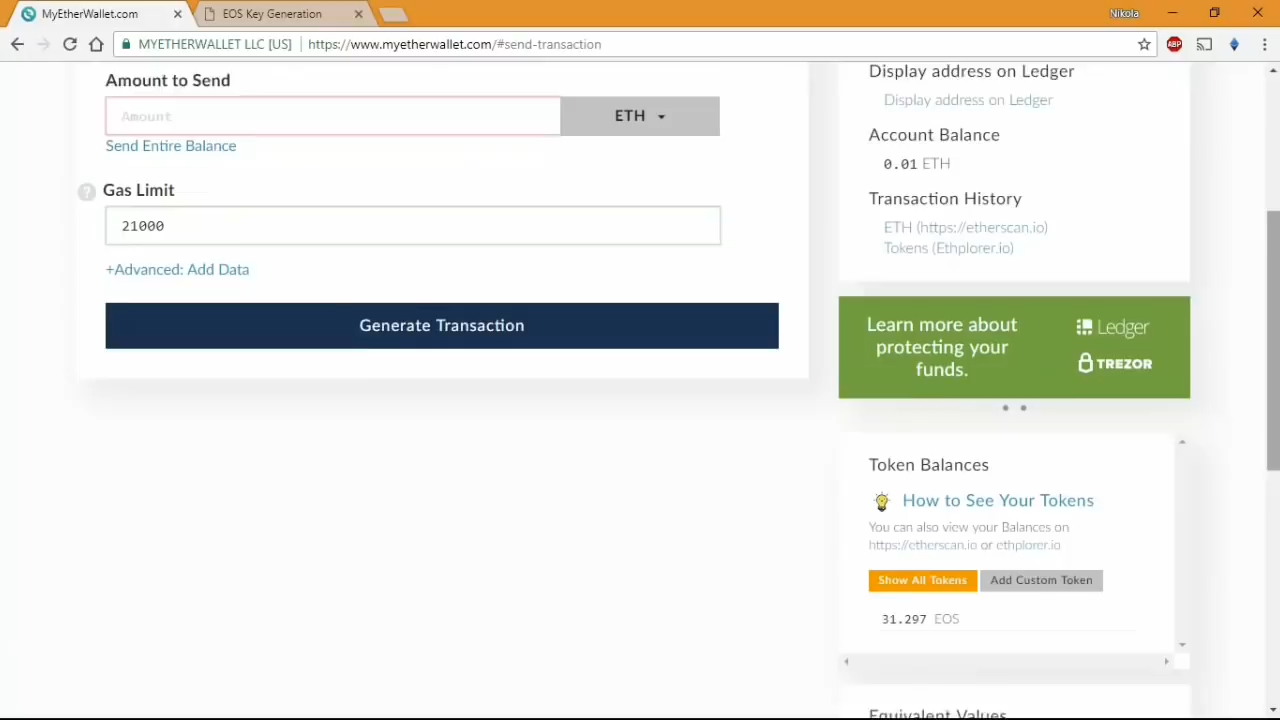 MyEtherWallet.com
EOS Key Generation
Nikola
MYETHERWALLET LLC [US]
https://www.myetherwallet.com/#send-transaction
ABP
Amount to Send
Amount
ETH
Send Entire Balance
? Gas Limit
21000
+Advanced: Add Data
Generate Transaction
Display address on Ledger
Display address on Ledger
Account Balance
0.01 ETH
Transaction History
ETH (https://etherscan.io)
Tokens (Ethplorer.io)
Learn more about
protecting your
funds.
Ledger
TREZOR
Token Balances
How to See Your Tokens
You can also view your Balances on
https://etherscan.io or ethplorer.io
Show All Tokens
Add Custom Token
31.297 EOS
Equivalent Values